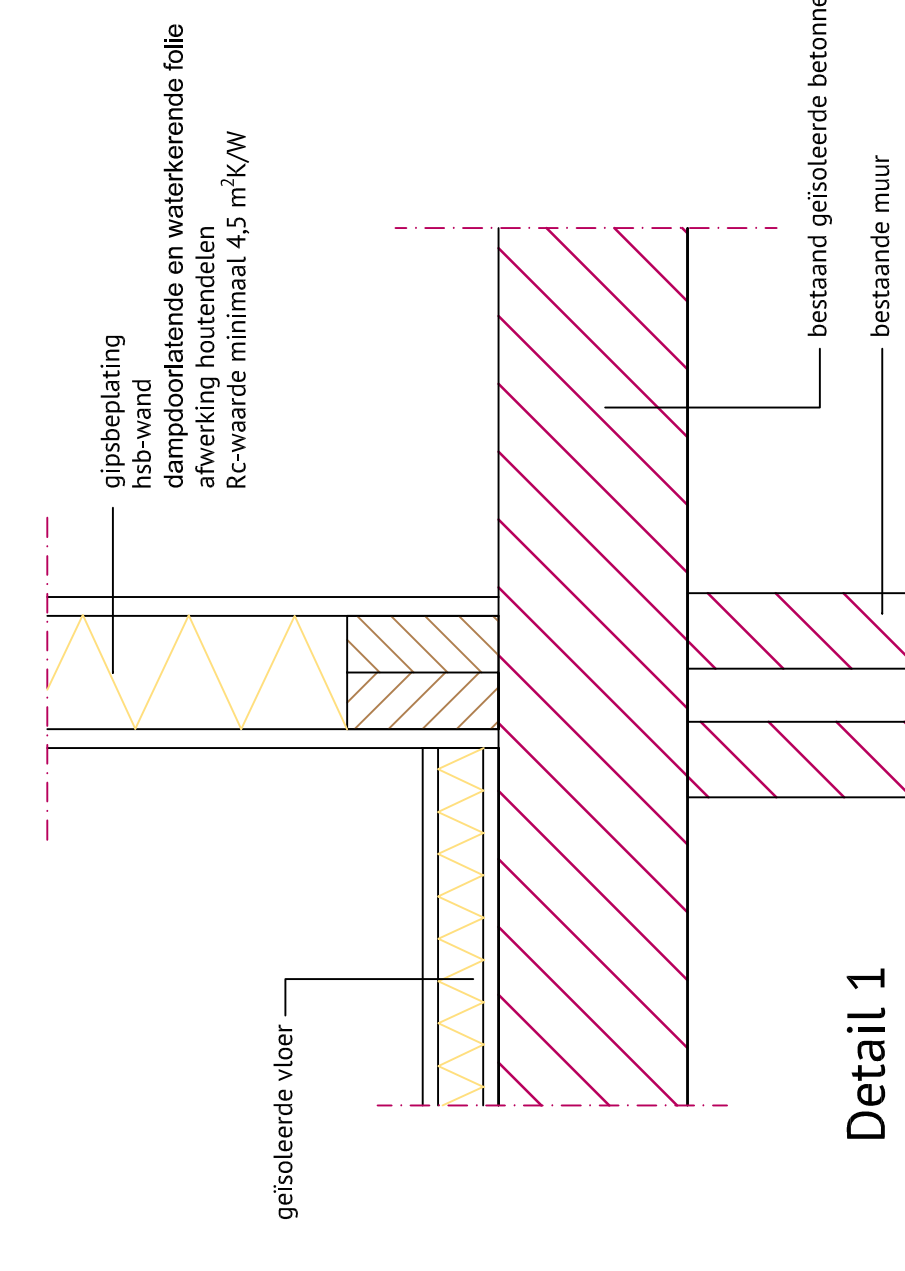 gipsbeplating
hsb-wand
dampdoorlatende en waterkerende folie
afwerking houtendelen
Rc-waarde minimaal 4,5 m²K/W
geïsoleerde vloer
bestaand geïsoleerde
bestaande muur
Detail 1